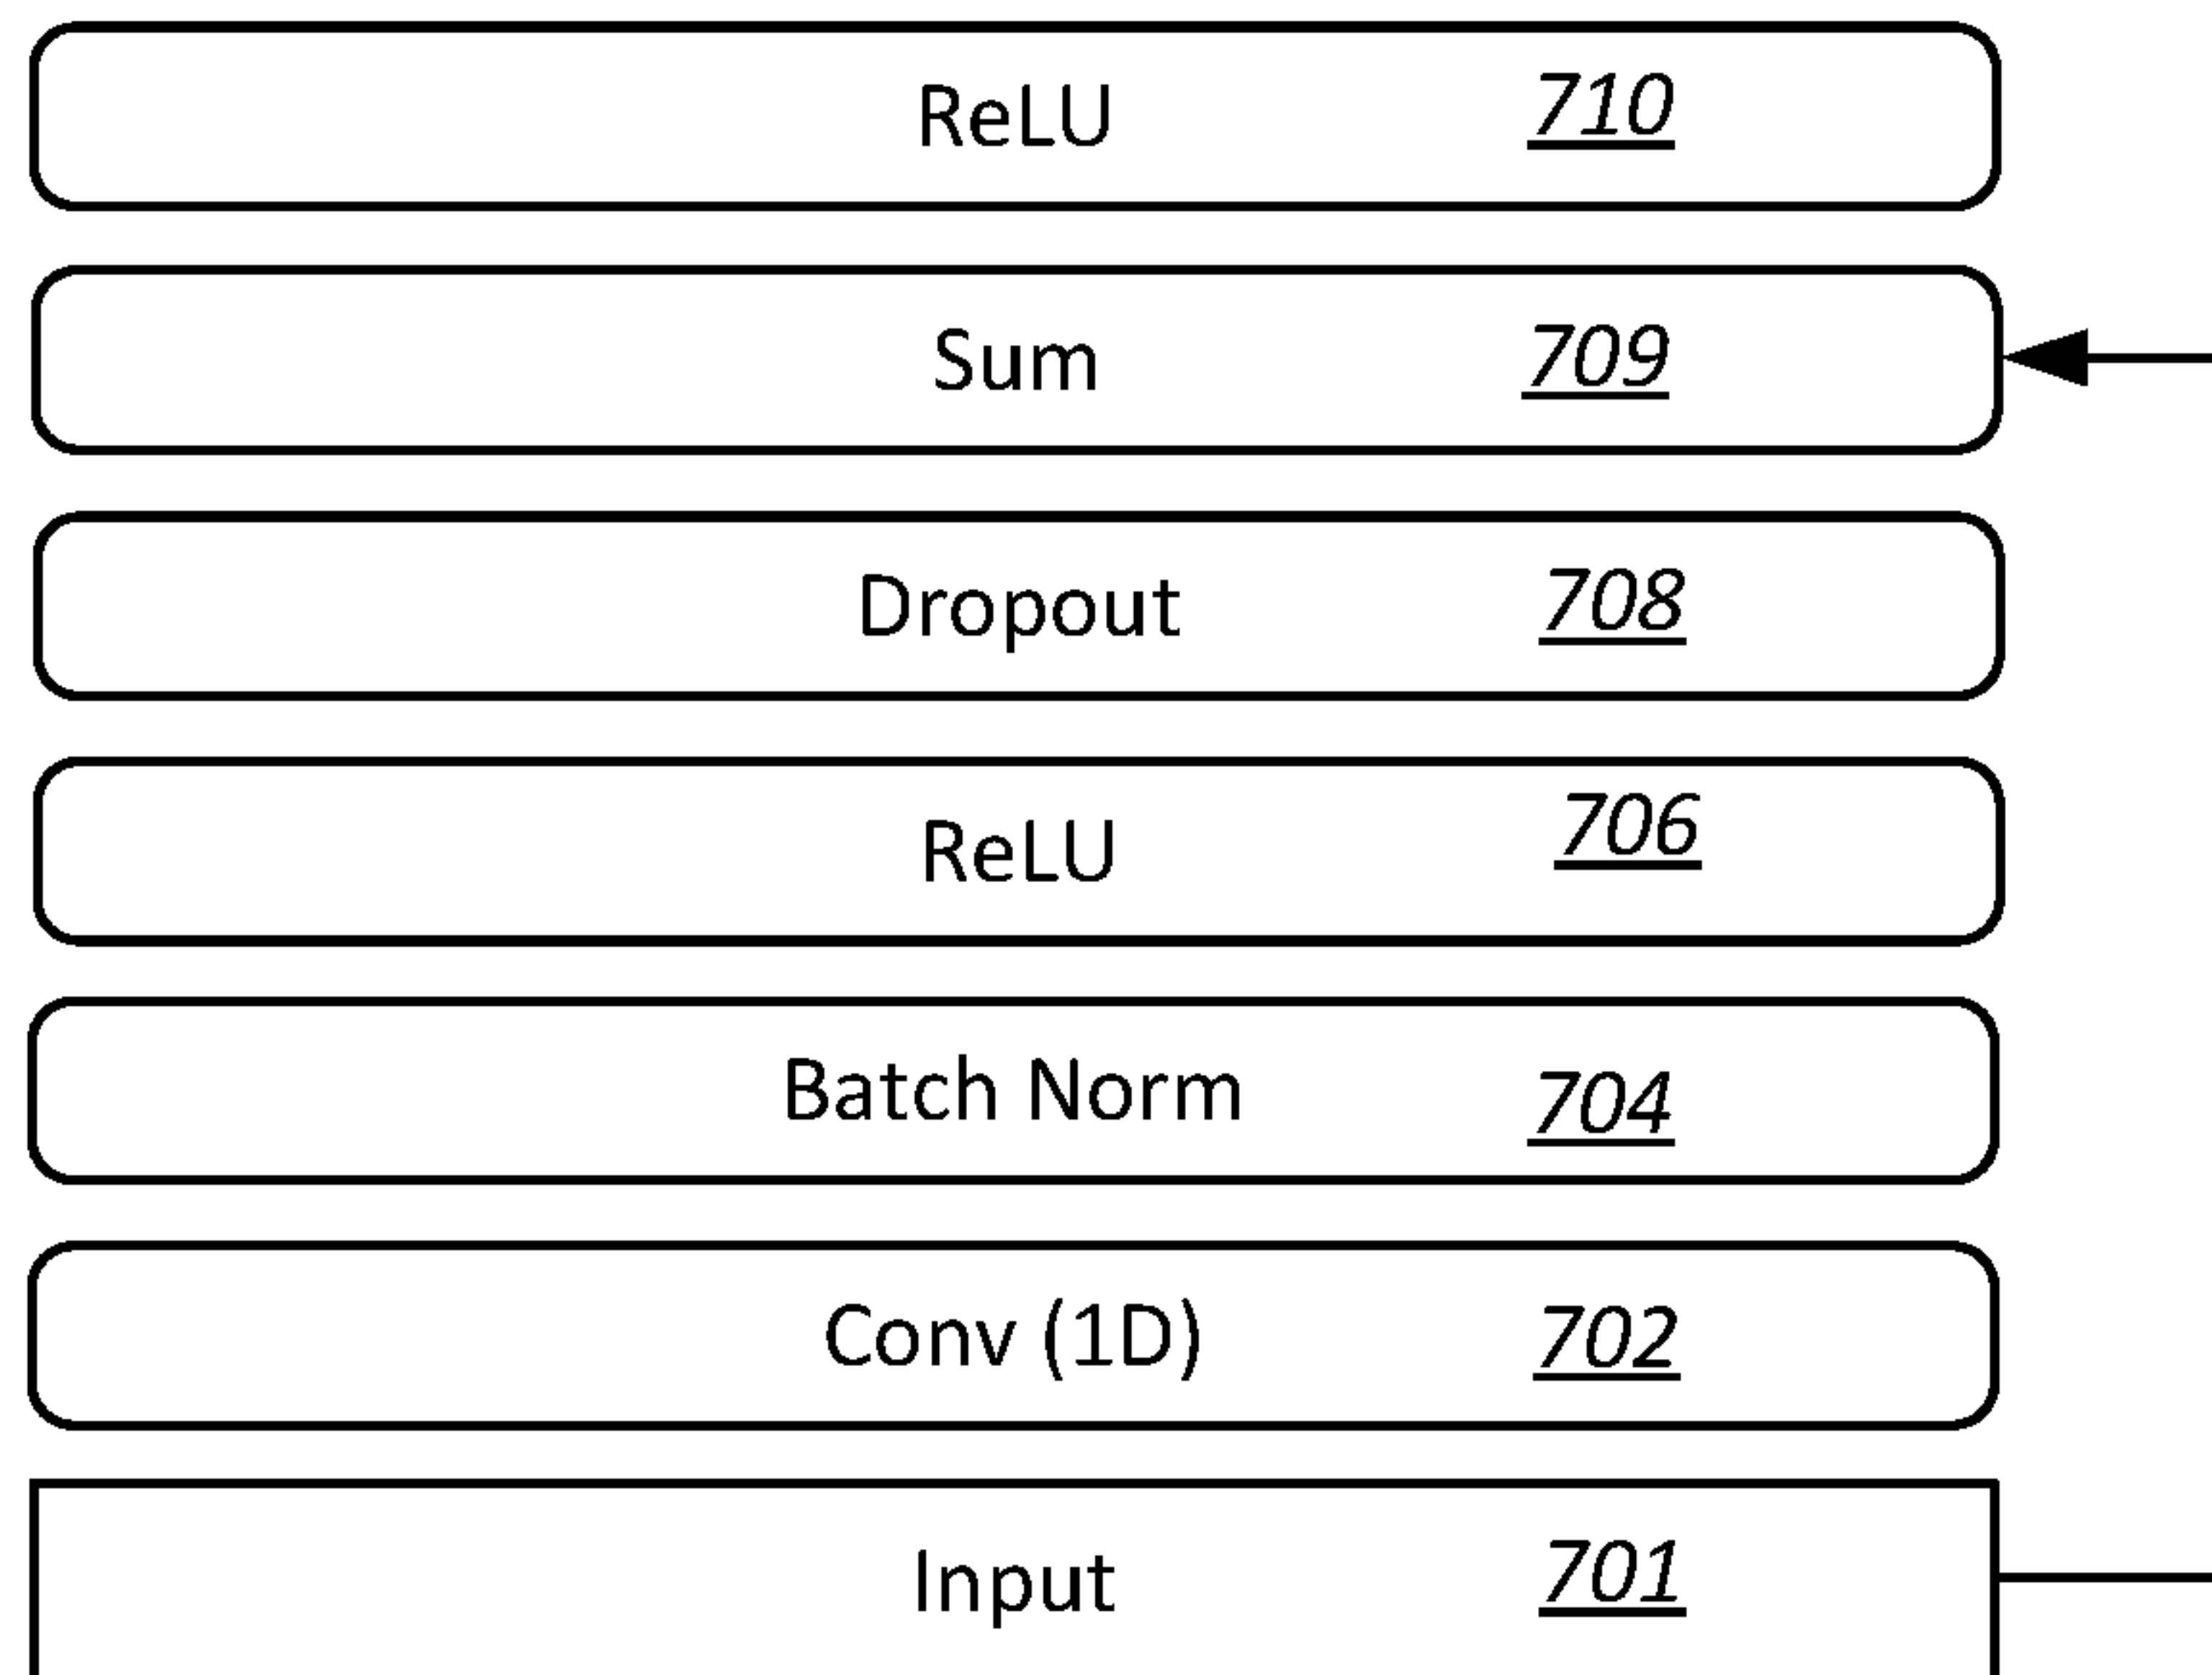 ReLU 710
Sum 709
Dropout 708
ReLU 706
Batch Norm 704
Conv (1D) 702
Input 701